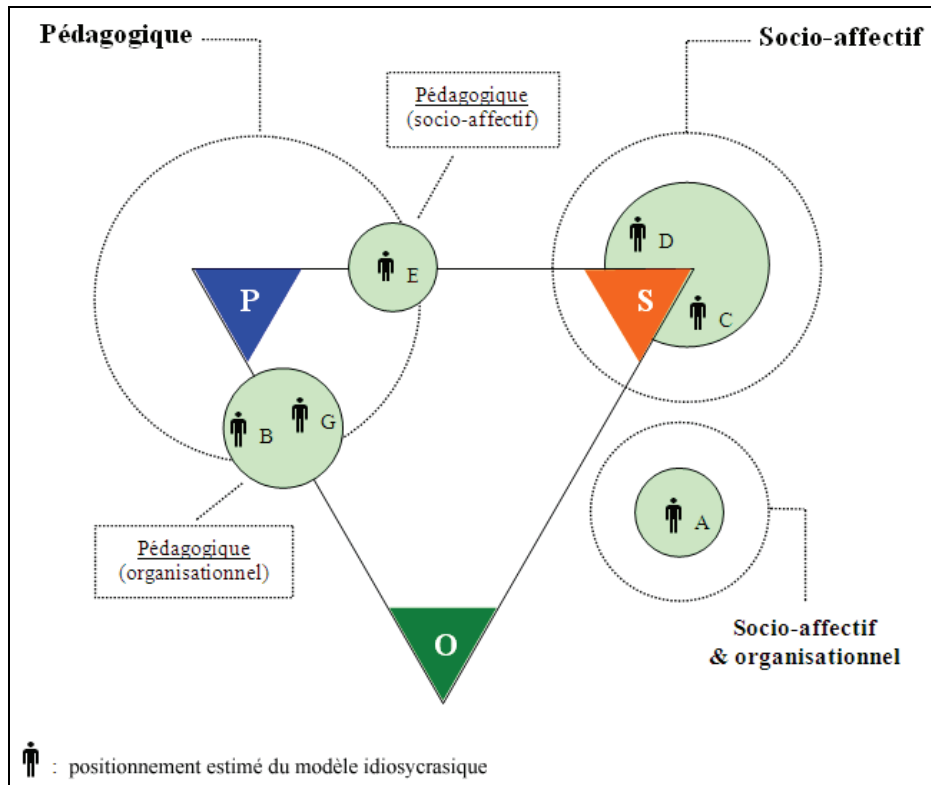 Pédagogique
Socio-affectif
Pédagogique
(socio-affectif)
D
E
P
S
C
B
G
A
Pédagogique
(organisationnel)
O
Socio-affectif
& organisationnel
: positionnement estimé du modèle idiosycrasique